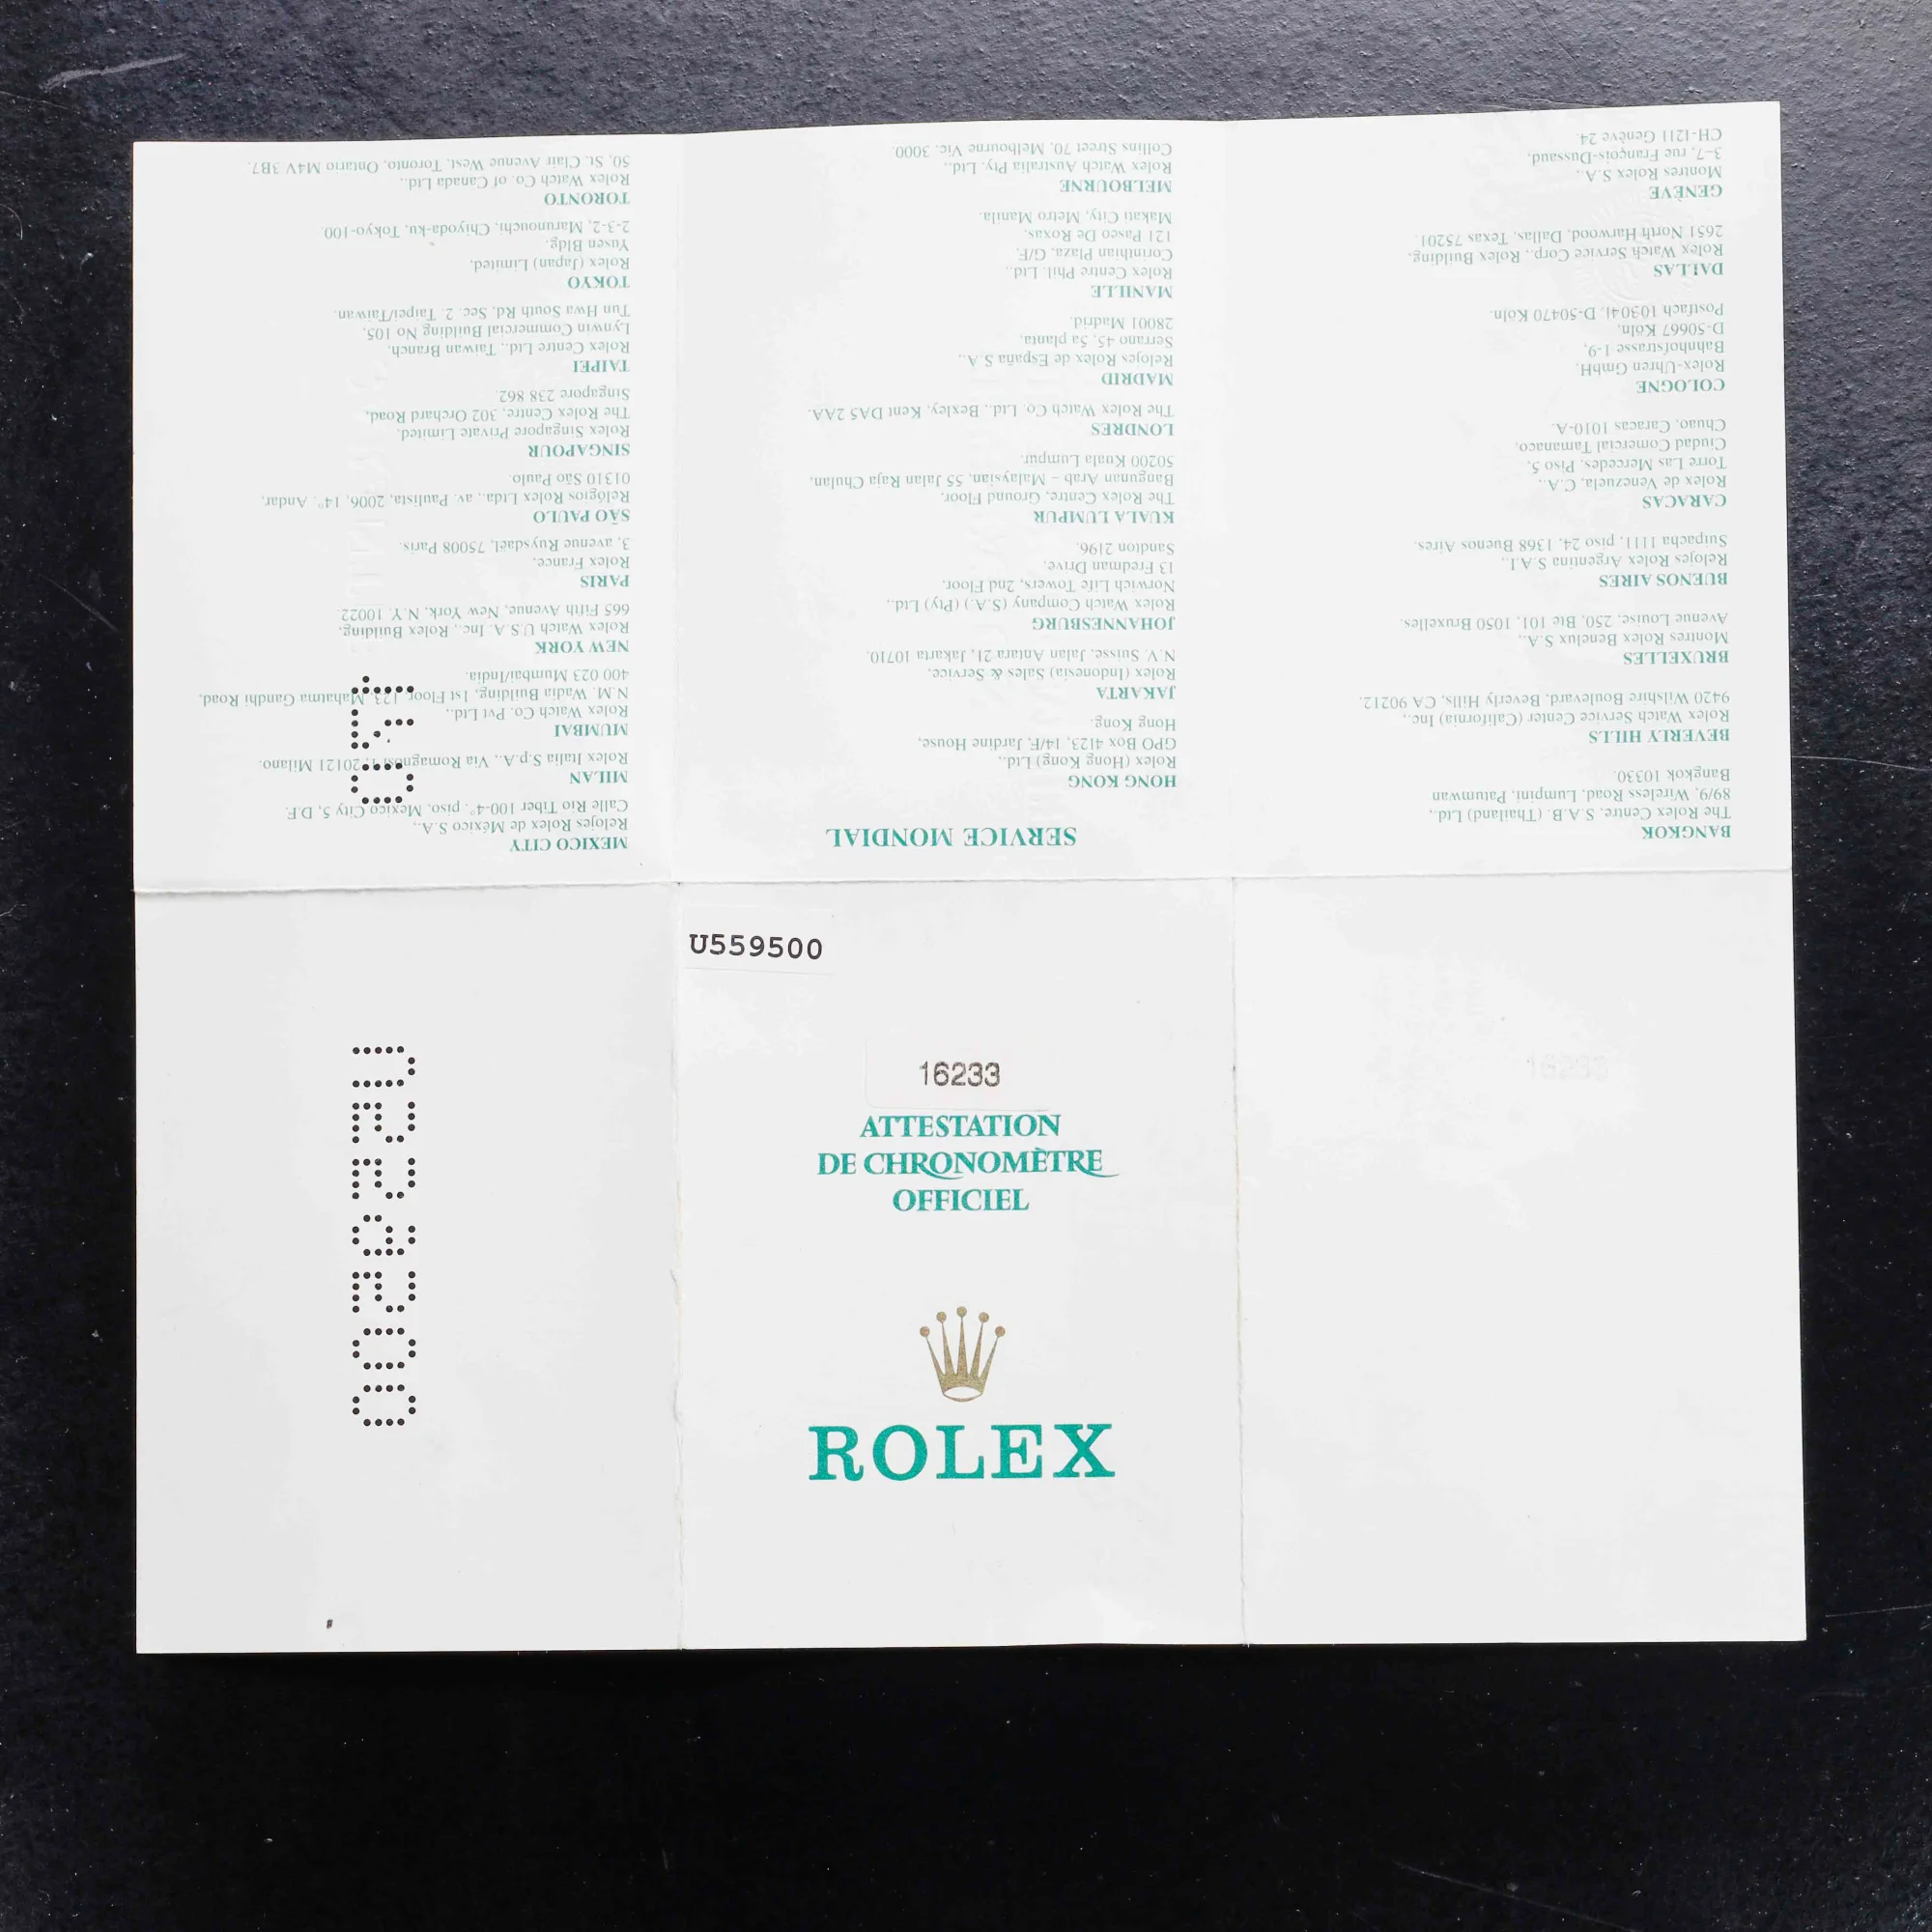 U559500
16233
ATTESTATION
DE CHRONOMÈTRE
OFFICIEL
ROLEX
U559500
SERVICE MONDIAL
BANGKOK
The Rolex Centre, S.A.B. (Thailand) Ltd.,
89/9, Wireless Road, Lumpini, Patumwan
Bangkok 10330.
BEVERLY HILLS
Rolex Watch Service Center (California) Inc.,
9420 Wilshire Boulevard, Beverly Hills, CA 90212.
BRUXELLES
Montres Rolex Benelux S.A.,
Avenue Louise, 250, Bte 101, 1050 Bruxelles.
BUENOS AIRES
Relojes Rolex Argentina S.A.I.,
Suipacha 1111, piso 24, 1368 Buenos Aires.
CARACAS
Rolex de Venezuela, C.A.,
Torre Las Mercedes, Piso 5,
Ciudad Comercial Tamanaco,
Chuao, Caracas 1010-A.
COLOGNE
Rolex-Uhren GmbH,
Bahnhofstrasse 1-9,
D-50667 Köln,
Postfach 103041, D-50470 Köln.
DALLAS
Rolex Watch Service Corp., Rolex Building,
2651 North Harwood, Dallas, Texas 75201.
GENÈVE
Montres Rolex S.A.,
3–7, rue François-Dussaud,
CH-1211 Genève 24.
HONG KONG
Rolex (Hong Kong) Ltd.,
GPO Box 4123, 14/F, Jardine House,
Hong Kong.
JAKARTA
Rolex (Indonesia) Sales & Service,
N.V. Suisse, Jalan Antara 21, Jakarta 10710.
JOHANNESBURG
Rolex Watch Company (S.A.) (Pty) Ltd.,
Norwich Life Towers, 2nd Floor,
13 Fredman Drive,
Sandton 2196.
KUALA LUMPUR
The Rolex Centre, Ground Floor,
Bangunan Arab – Malaysian, 55 Jalan Raja Chulan,
50200 Kuala Lumpur.
LONDRES
The Rolex Watch Co. Ltd., Bexley, Kent DA5 2AA.
MADRID
Relojes Rolex de España S.A.,
Serrano 45, 5a planta,
28001 Madrid.
MANILLE
Rolex Centre Phil. Ltd.,
Corinthian Plaza, G/F,
121 Paseo De Roxas,
Makati City, Metro Manila.
MELBOURNE
Rolex Watch Australia Pty. Ltd.,
Collins Street 70, Melbourne Vic. 3000.
MEXICO CITY
Relojes Rolex de México S.A.,
Calle Rio Tiber 100-4°. piso, Mexico City 5, D.F.
MILAN
Rolex Italia S.p.A., Via Romagnosi 1, 20121 Milano.
MUMBAI
Rolex Watch Co. Pvt Ltd.,
N.M. Wadia Building, 1st Floor, 123, Mahatma Gandhi Road,
400 023 Mumbai/India.
NEW YORK
Rolex Watch U.S.A. Inc., Rolex Building,
665 Fifth Avenue, New York, N.Y. 10022
PARIS
Rolex France,
3, avenue Ruysdaël, 75008 Paris.
SÃO PAULO
Relógios Rolex Ltda., av. Paulista, 2006, 14°. Andar,
01310 São Paulo.
SINGAPOUR
Rolex Singapore Private Limited,
The Rolex Centre, 302 Orchard Road,
Singapore 238 862.
TAIPEI
Rolex Centre Ltd., Taiwan Branch,
Lynwin Commercial Building No 105,
Tun Hwa South Rd, Sec. 2, Taipei/Taiwan.
TOKYO
Rolex (Japan) Limited,
Yusen Bldg.
2-3-2, Marunouchi, Chiyoda-ku, Tokyo-100.
TORONTO
Rolex Watch Co. of Canada Ltd.,
50, St. Clair Avenue West, Toronto, Ontario M4V 3B7.